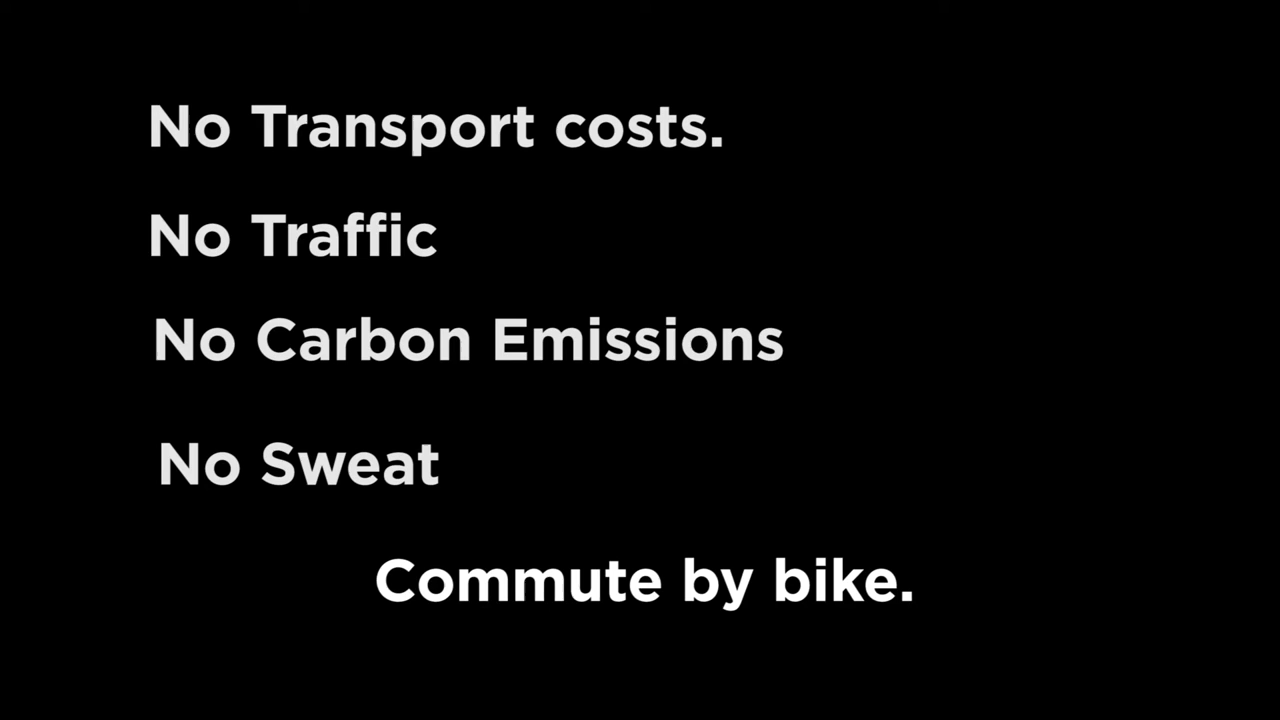 No Transport costs.
No Traffic
No Carbon Emissions
No Sweat
Commute by bike.